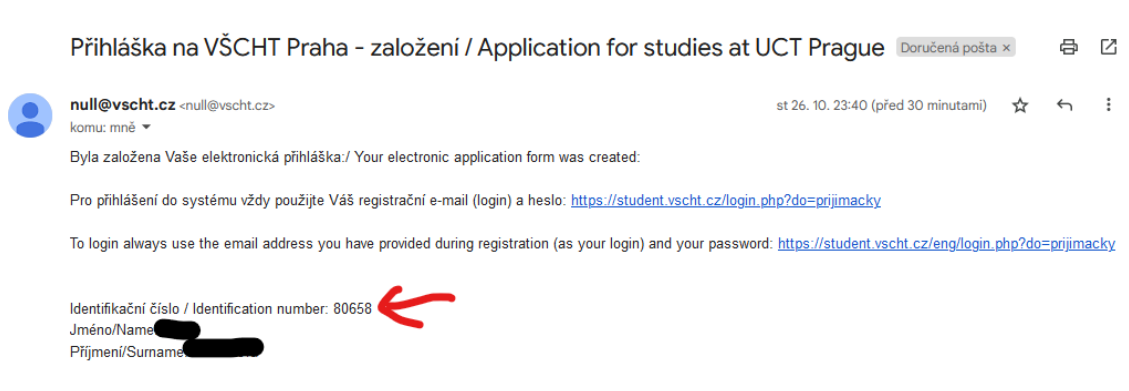 Přihláška na VŠCHT Praha - založení / Application for studies at UCT Prague Doručená pošta ×
null@vscht.cz <null@vscht.cz> st 26. 10. 23:40 (před 30 minutami)
komu: mně
Byla založena Vaše elektronická přihláška:/ Your electronic application form was created:
Pro přihlášení do systému vždy použijte Váš registrační e-mail (login) a heslo: https://student.vscht.cz/login.php?do=prijimacky
To login always use the email address you have provided during registration (as your login) and your password: https://student.vscht.cz/eng/login.php?do=prijimacky
Identifikační číslo / Identification number: 80658
Jméno/Name
Příjmení/Surname: